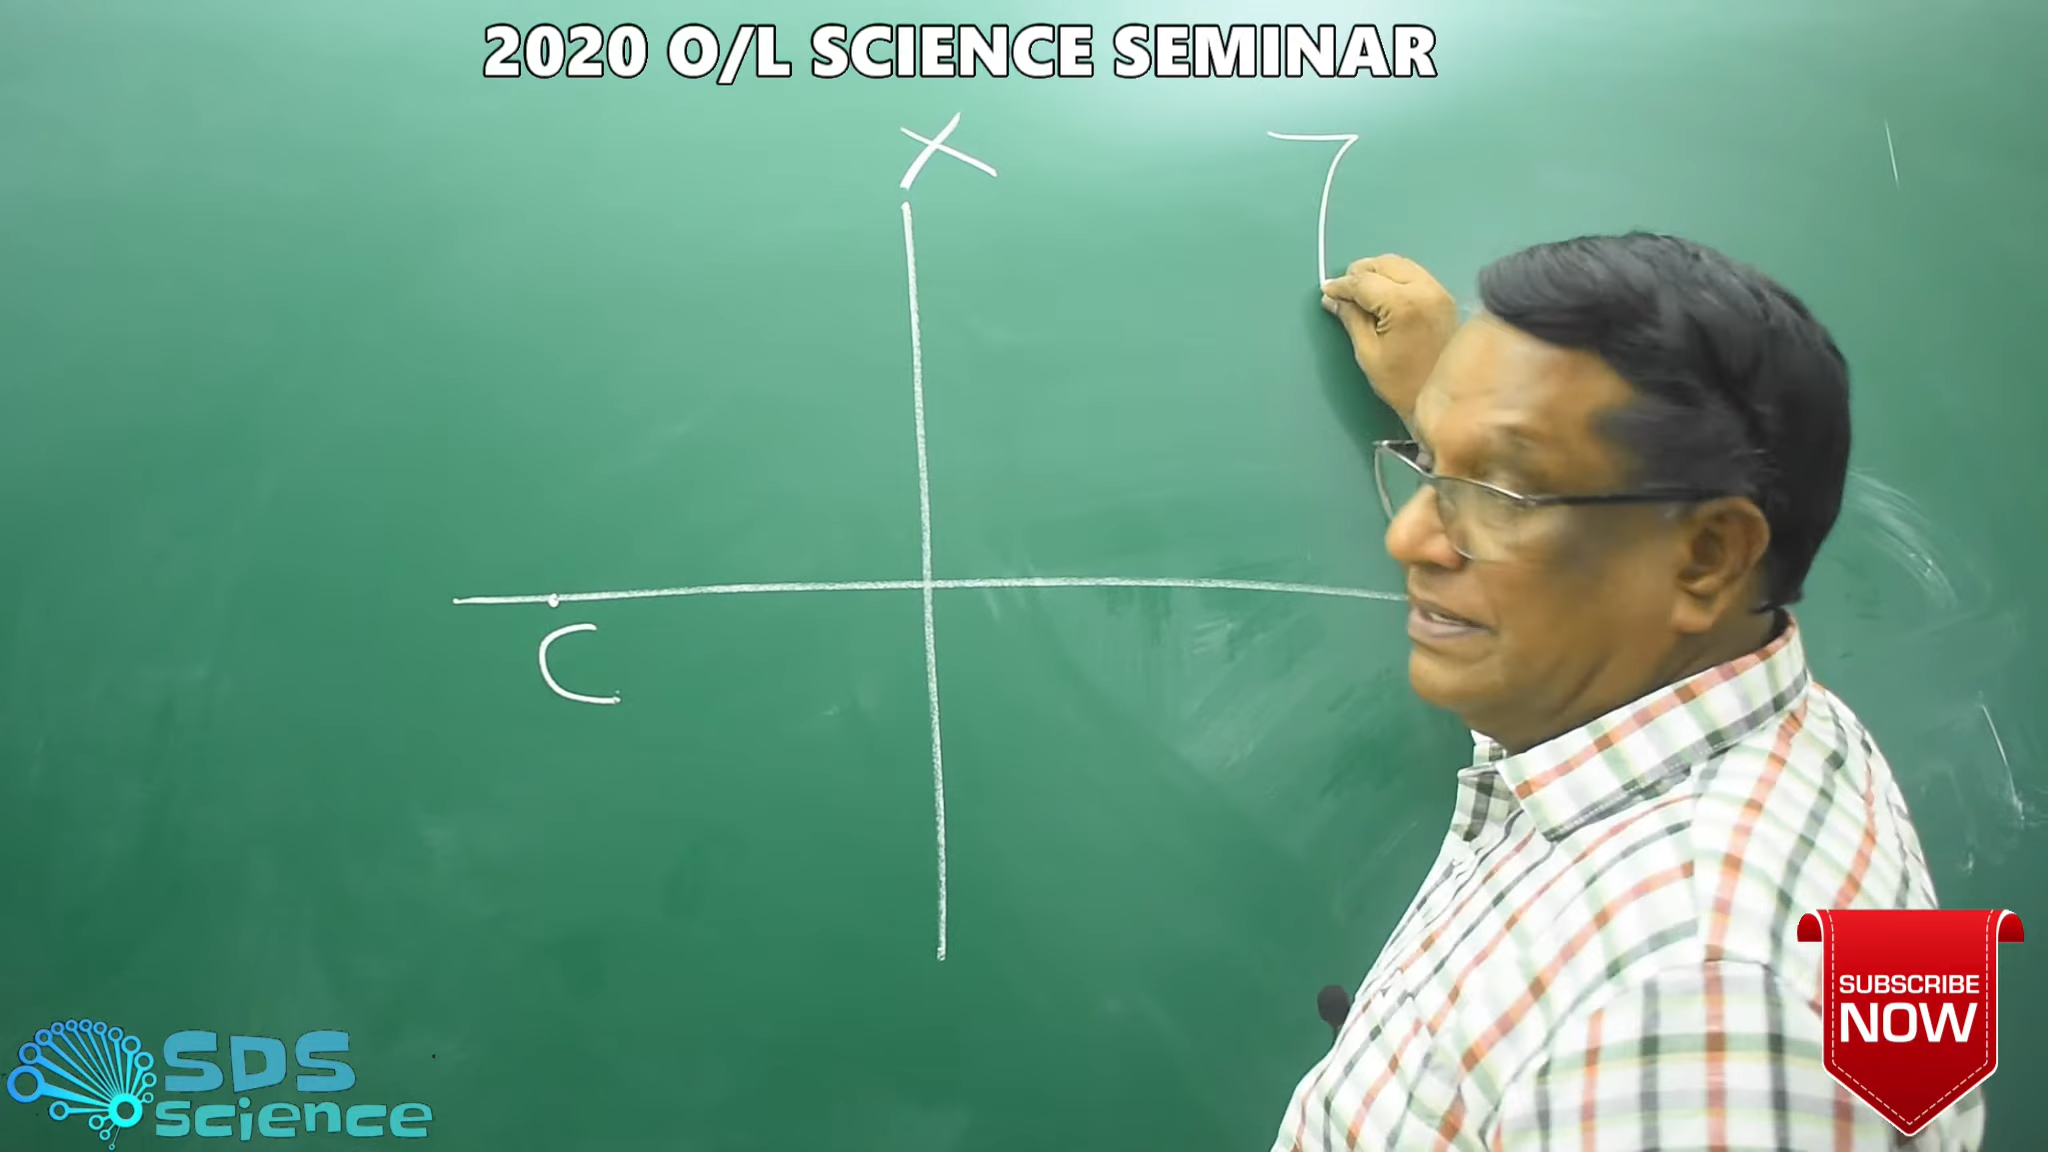 2020 O/L SCIENCE SEMINAR
X
C
SDS
science
SUBSCRIBE
NOW